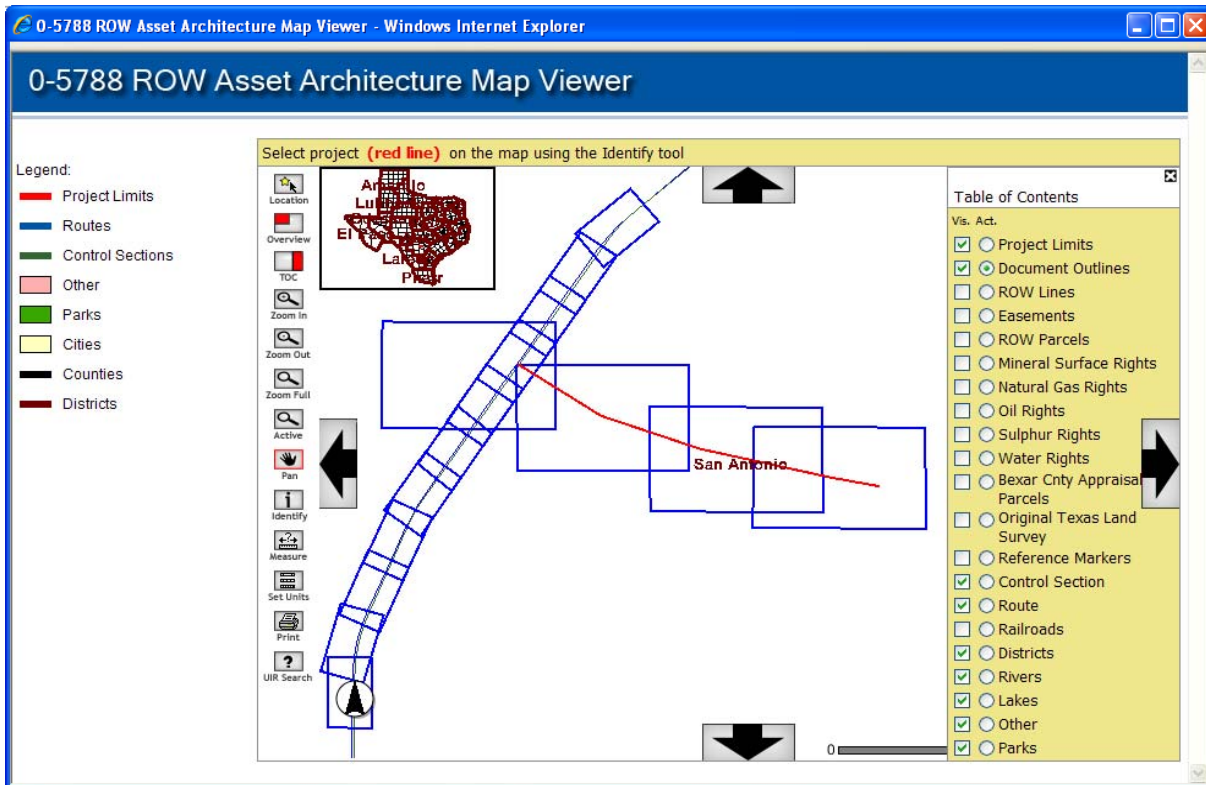 0-5788 ROW Asset Architecture Map Viewer - Windows Internet Explorer
0-5788 ROW Asset Architecture Map Viewer
Legend:
Project Limits
Routes
Control Sections
Other
Parks
Cities
Counties
Districts
Select project (red line) on the map using the Identify tool
Location
Overview
TOC
Zoom In
Zoom Out
Zoom Full
Active
Pan
Identify
Measure
Set Units
Print
UIR Search
Amarillo
El Paso
San Antonio
0
Table of Contents
Vis. Act.
Project Limits
Document Outlines
ROW Lines
Easements
ROW Parcels
Mineral Surface Rights
Natural Gas Rights
Oil Rights
Sulphur Rights
Water Rights
Bexar Cnty Appraisal
Parcels
Original Texas Land
Survey
Reference Markers
Control Section
Route
Railroads
Districts
Rivers
Lakes
Other
Parks